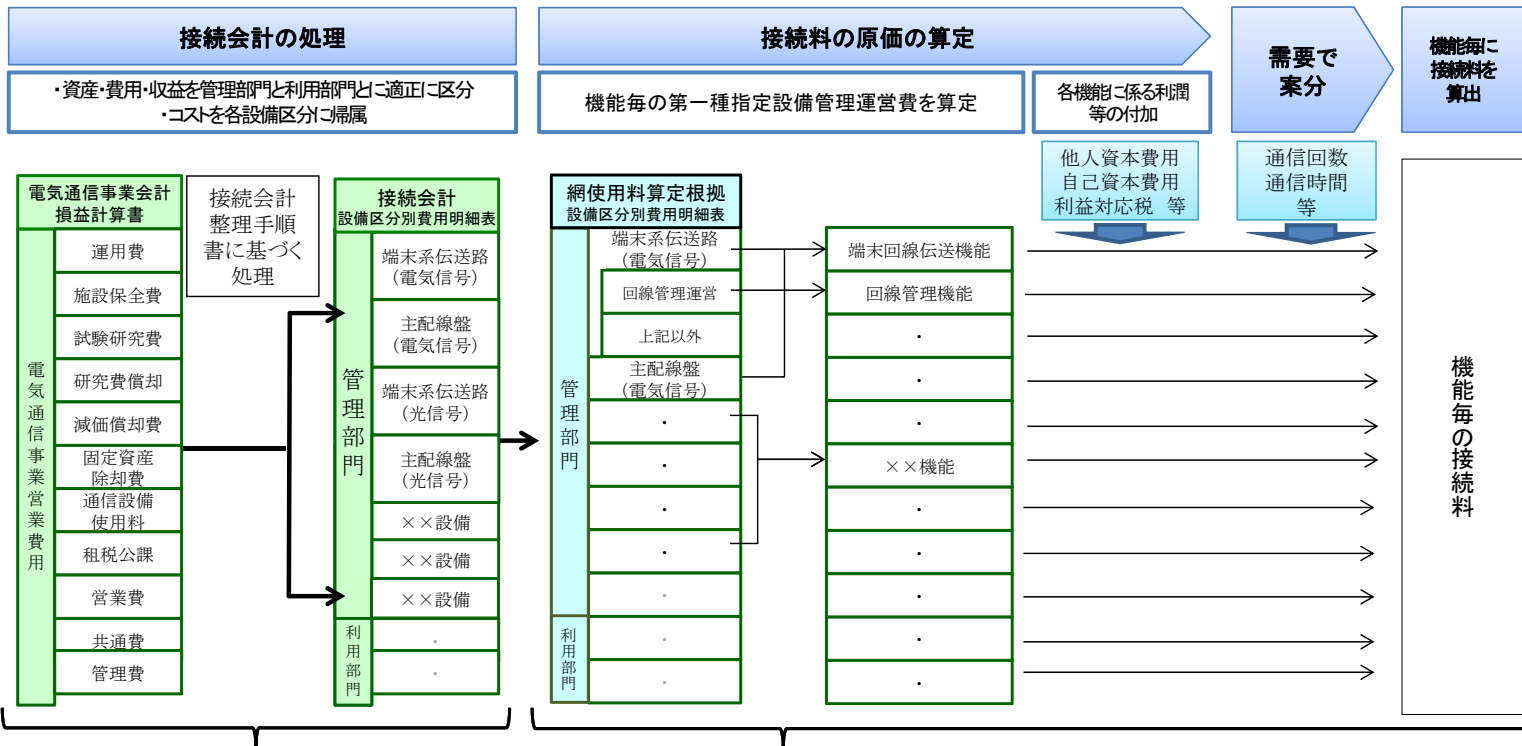 接続会計の処理
接続料の原価の算定
需要で
案分
機能毎に
接続料を
算出
・資産・費用・収益を管理部門と利用部門とに適正に区分
・コストを各設備区分に帰属
機能毎の第一種指定設備管理運営費を算定
各機能に係る利潤
等の付加
他人資本費用
自己資本費用
利益対応税 等
通信回数
通信時間
等
電気通信事業会計
損益計算書
電気通信事業営業費用
運用費
施設保全費
試験研究費
研究費償却
減価償却費
固定資産
除却費
通信設備
使用料
租税公課
営業費
共通費
管理費
接続会計
整理手順
書に基づく
処理
接続会計
設備区分別費用明細表
管理部門
端末系伝送路
(電気信号)
主配線盤
(電気信号)
端末系伝送路
(光信号)
主配線盤
(光信号)
××設備
××設備
××設備
利用部門
・
・
網使用料算定根拠
設備区分別費用明細表
管理部門
端末系伝送路
(電気信号)
回線管理運営
上記以外
主配線盤
(電気信号)
・
・
・
・
・
利用部門
・
・
端末回線伝送機能
回線管理機能
・
・
・
××機能
・
・
・
・
・
機能毎の接続料